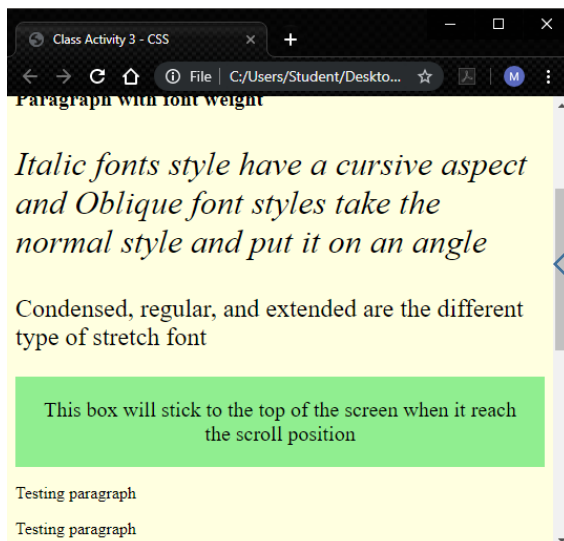 Class Activity 3 - CSS
File | C:/Users/Student/Deskto...
M
Paragraph with font weight
Italic fonts style have a cursive aspect
and Oblique font styles take the
normal style and put it on an angle
Condensed, regular, and extended are the different
type of stretch font
This box will stick to the top of the screen when it reach
the scroll position
Testing paragraph
Testing paragraph